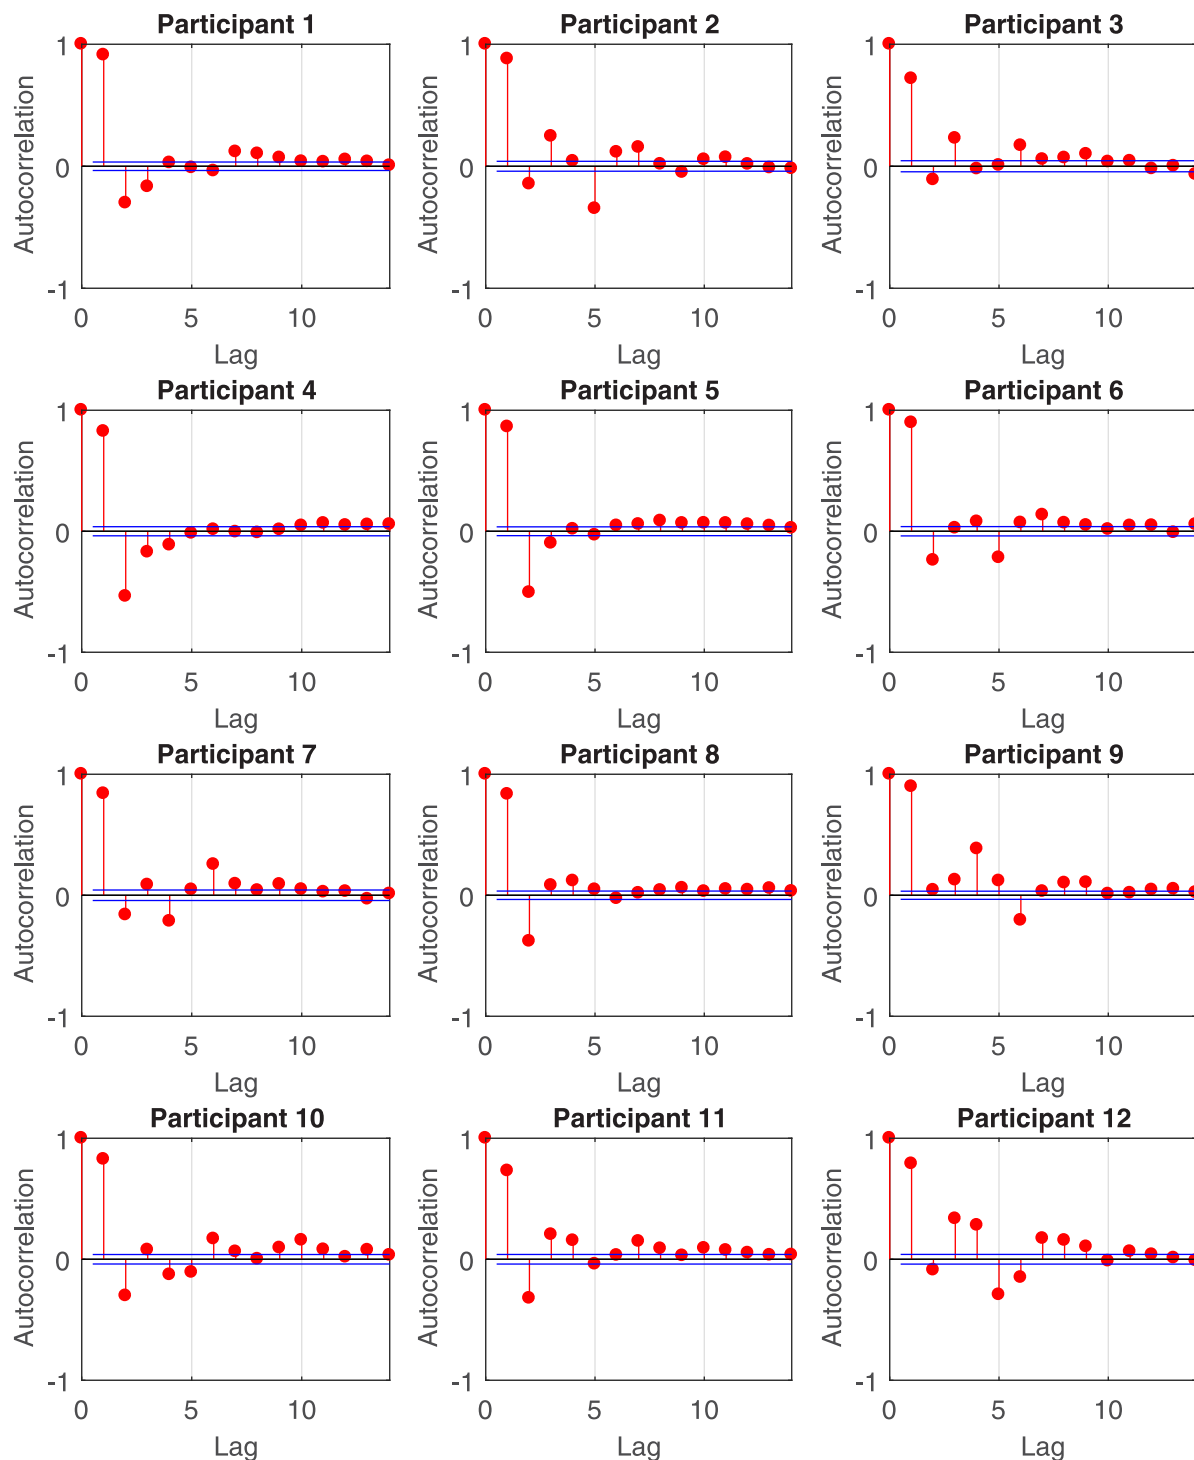 Participant 1
Autocorrelation
1
0
-1
0 5 10
Lag
Participant 2
Autocorrelation
1
0
-1
0 5 10
Lag
Participant 3
Autocorrelation
1
0
-1
0 5 10
Lag
Participant 4
Autocorrelation
1
0
-1
0 5 10
Lag
Participant 5
Autocorrelation
1
0
-1
0 5 10
Lag
Participant 6
Autocorrelation
1
0
-1
0 5 10
Lag
Participant 7
Autocorrelation
1
0
-1
0 5 10
Lag
Participant 8
Autocorrelation
1
0
-1
0 5 10
Lag
Participant 9
Autocorrelation
1
0
-1
0 5 10
Lag
Participant 10
Autocorrelation
1
0
-1
0 5 10
Lag
Participant 11
Autocorrelation
1
0
-1
0 5 10
Lag
Participant 12
Autocorrelation
1
0
-1
0 5 10
Lag